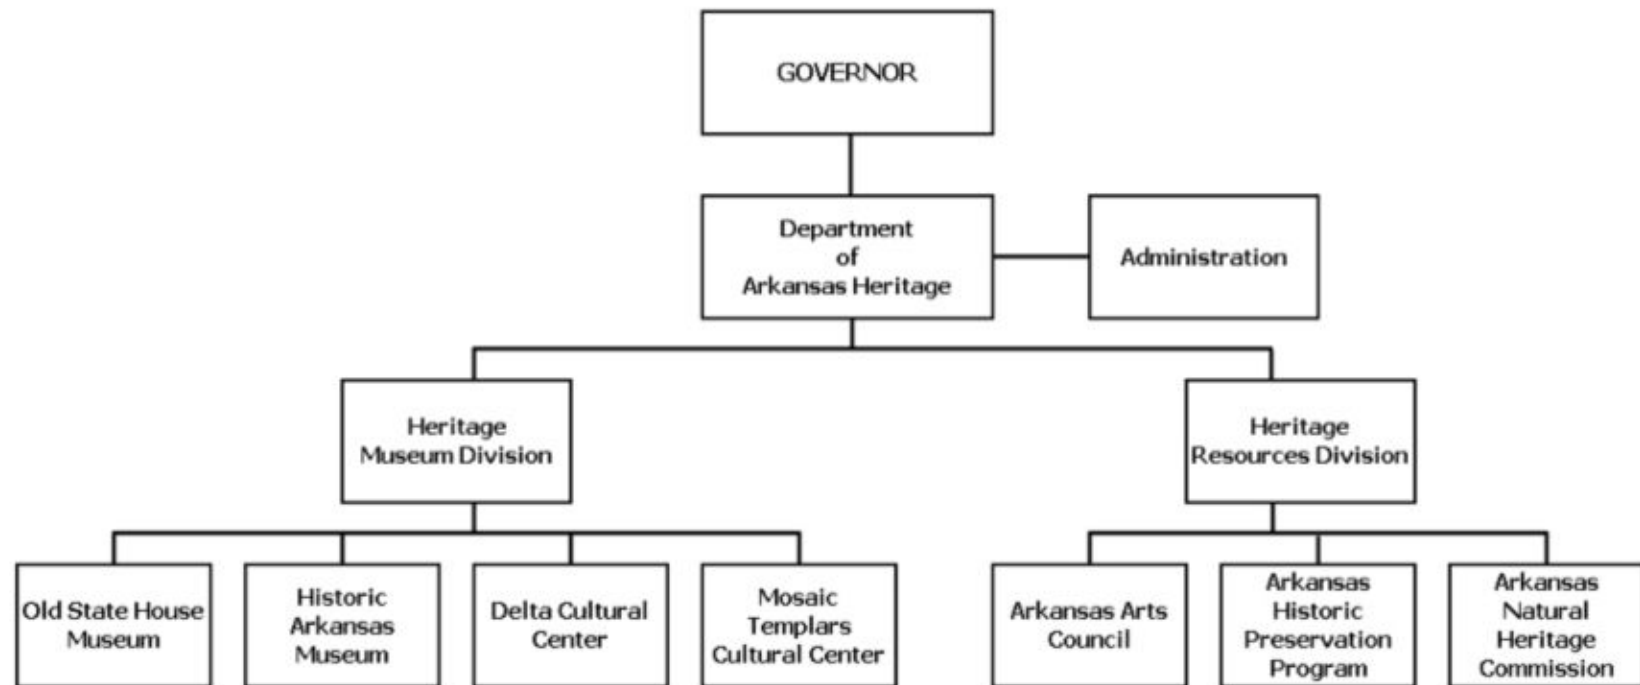 GOVERNOR
Department
of
Arkansas Heritage
Administration
Heritage
Museum Division
Heritage
Resources Division
Old State House
Museum
Historic
Arkansas
Museum
Delta Cultural
Center
Mosaic
Templars
Cultural Center
Arkansas Arts
Council
Arkansas
Historic
Preservation
Program
Arkansas
Natural
Heritage
Commission